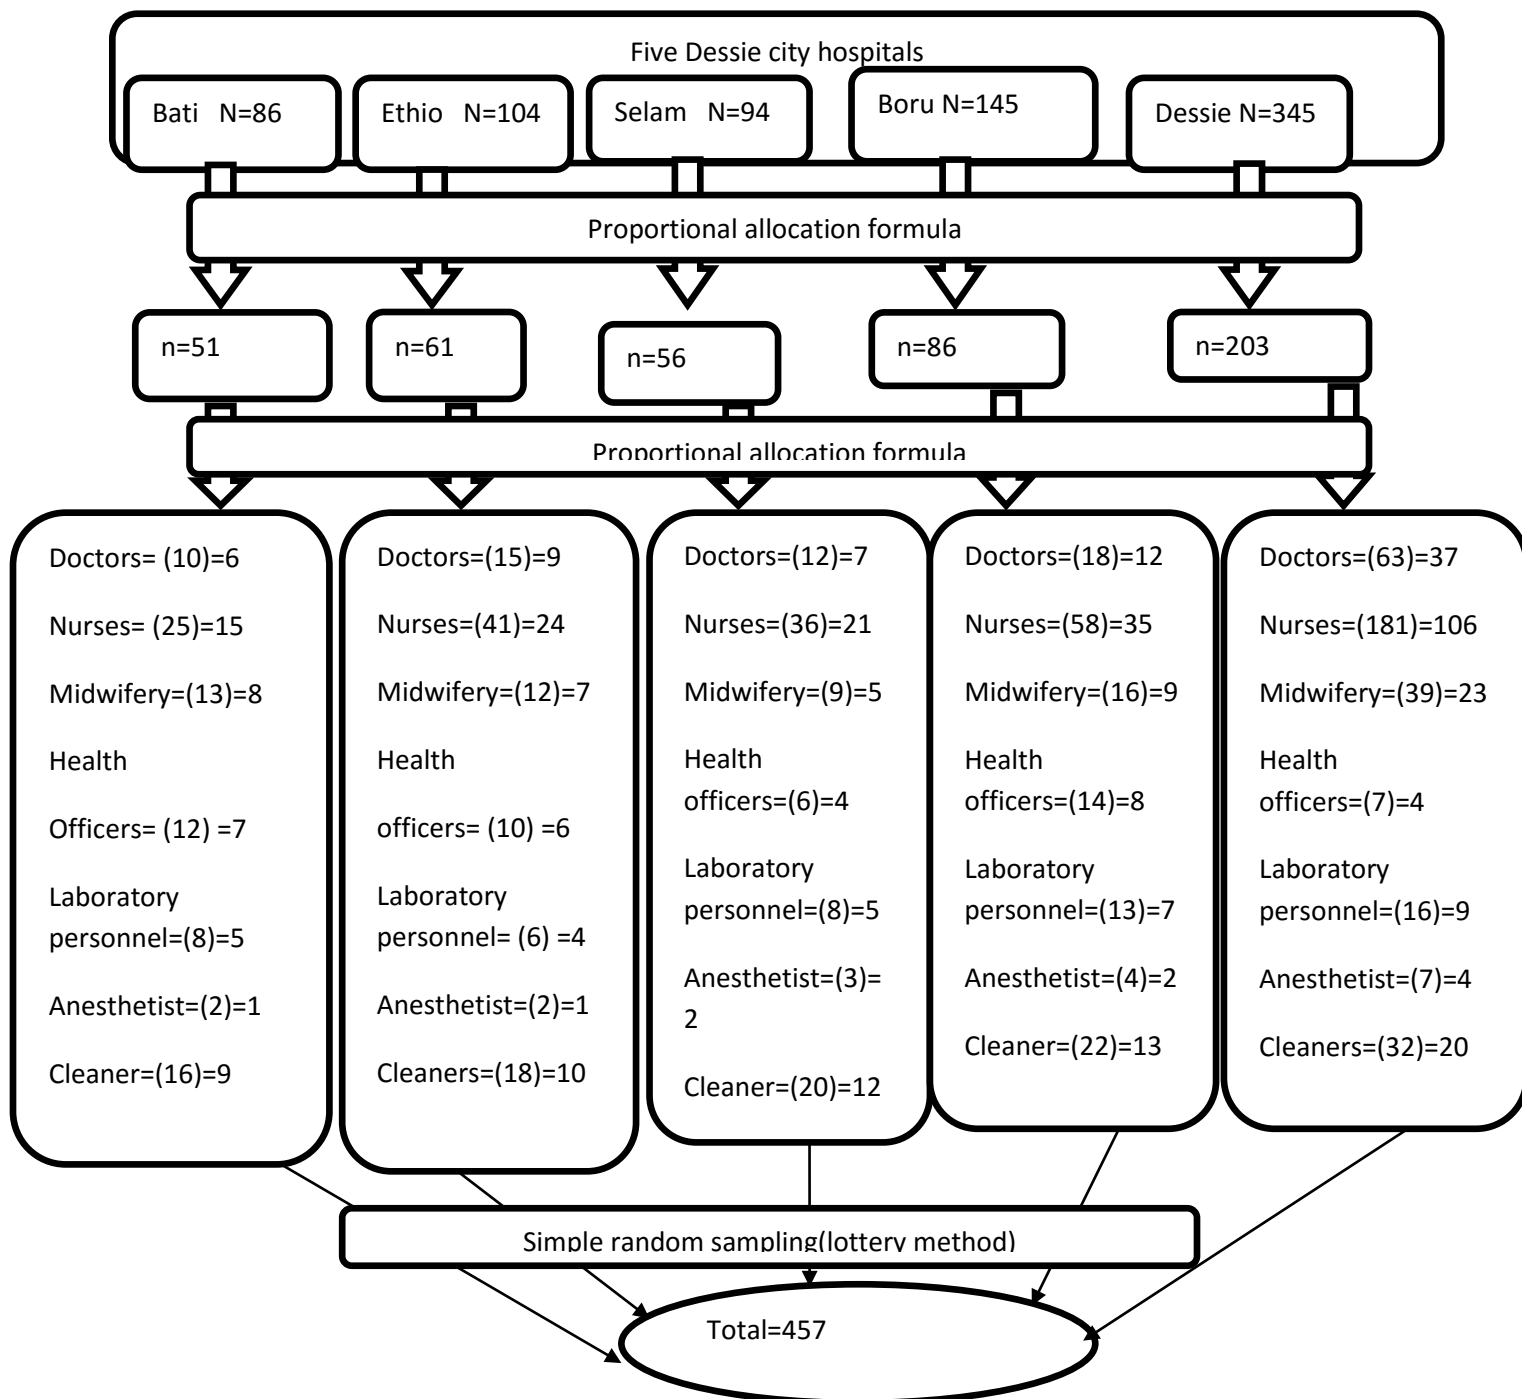 Five Dessie city hospitals
Bati   N=86
Ethio   N=104
Selam   N=94
Boru N=145
Dessie N=345
Proportional allocation formula
n=51
n=61
n=56
n=86
n=203
Proportional allocation formula
Doctors= (10)=6
Nurses= (25)=15
Midwifery=(13)=8
Health
Officers= (12) =7
Laboratory
personnel=(8)=5
Anesthetist=(2)=1
Cleaner=(16)=9
Doctors=(15)=9
Nurses=(41)=24
Midwifery=(12)=7
Health
officers= (10) =6
Laboratory
personnel= (6) =4
Anesthetist=(2)=1
Cleaners=(18)=10
Doctors=(12)=7
Nurses=(36)=21
Midwifery=(9)=5
Health
officers=(6)=4
Laboratory
personnel=(8)=5
Anesthetist=(3)=
2
Cleaner=(20)=12
Doctors=(18)=12
Nurses=(58)=35
Midwifery=(16)=9
Health
officers=(14)=8
Laboratory
personnel=(13)=7
Anesthetist=(4)=2
Cleaner=(22)=13
Doctors=(63)=37
Nurses=(181)=106
Midwifery=(39)=23
Health
officers=(7)=4
Laboratory
personnel=(16)=9
Anesthetist=(7)=4
Cleaners=(32)=20
Simple random sampling(lottery method)
Total=457